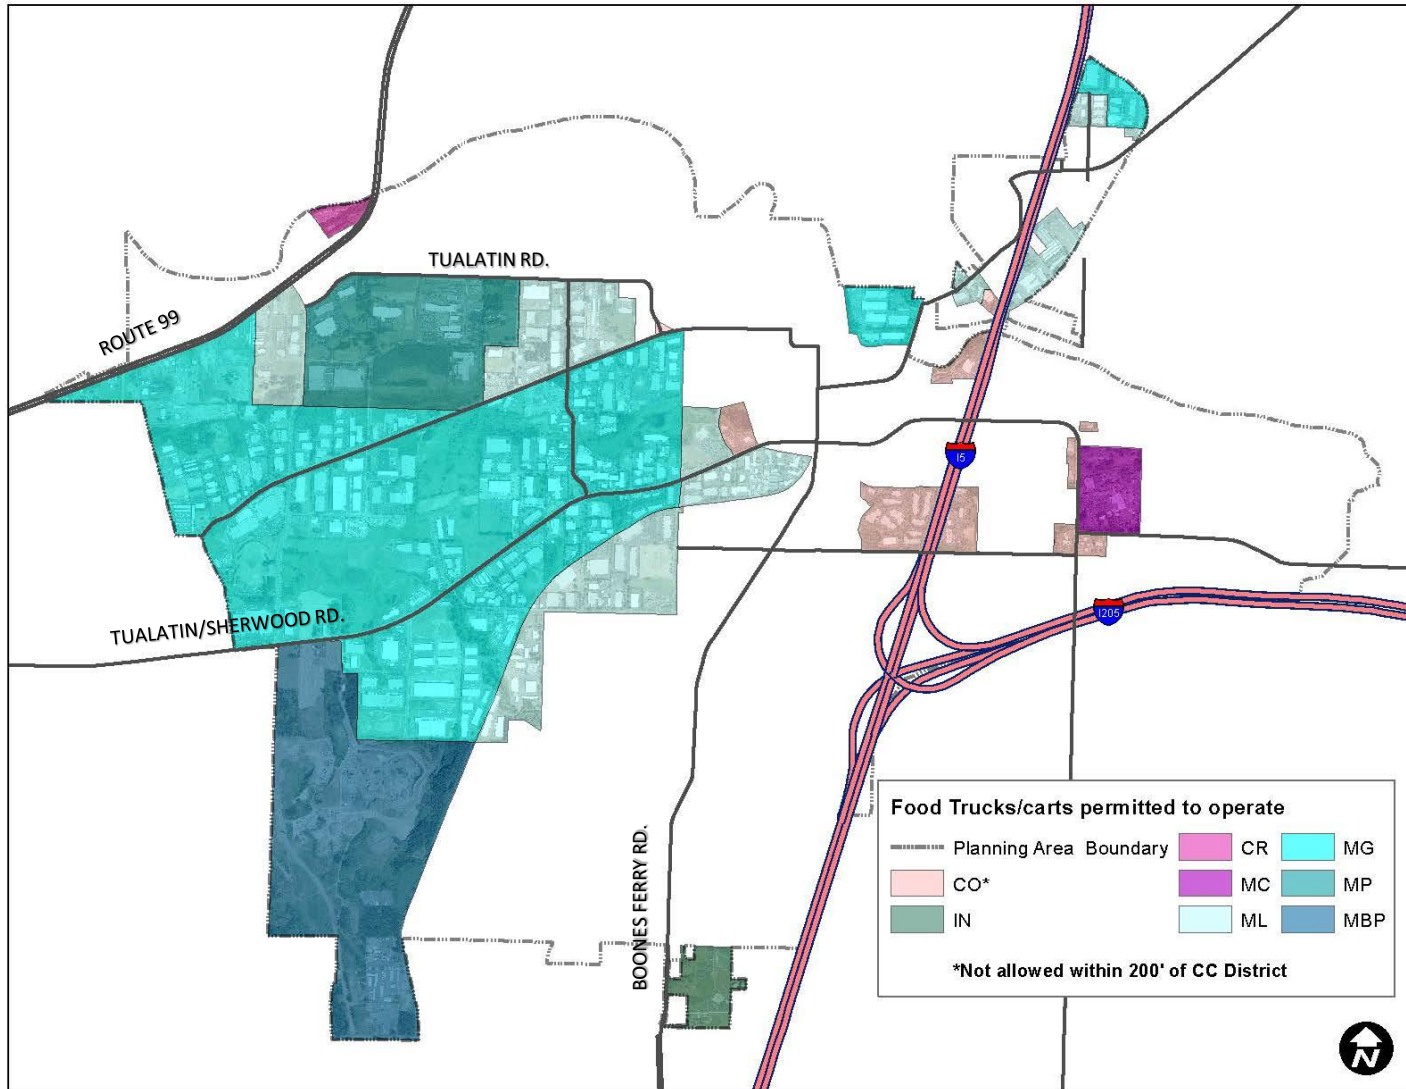 TUALATIN RD.
ROUTE 99
I5
I205
TUALATIN/SHERWOOD RD.
BOONES FERRY RD.
Food Trucks/carts permitted to operate
Planning Area Boundary
CR
MG
CO*
MC
MP
IN
ML
MBP
*Not allowed within 200' of CC District
N